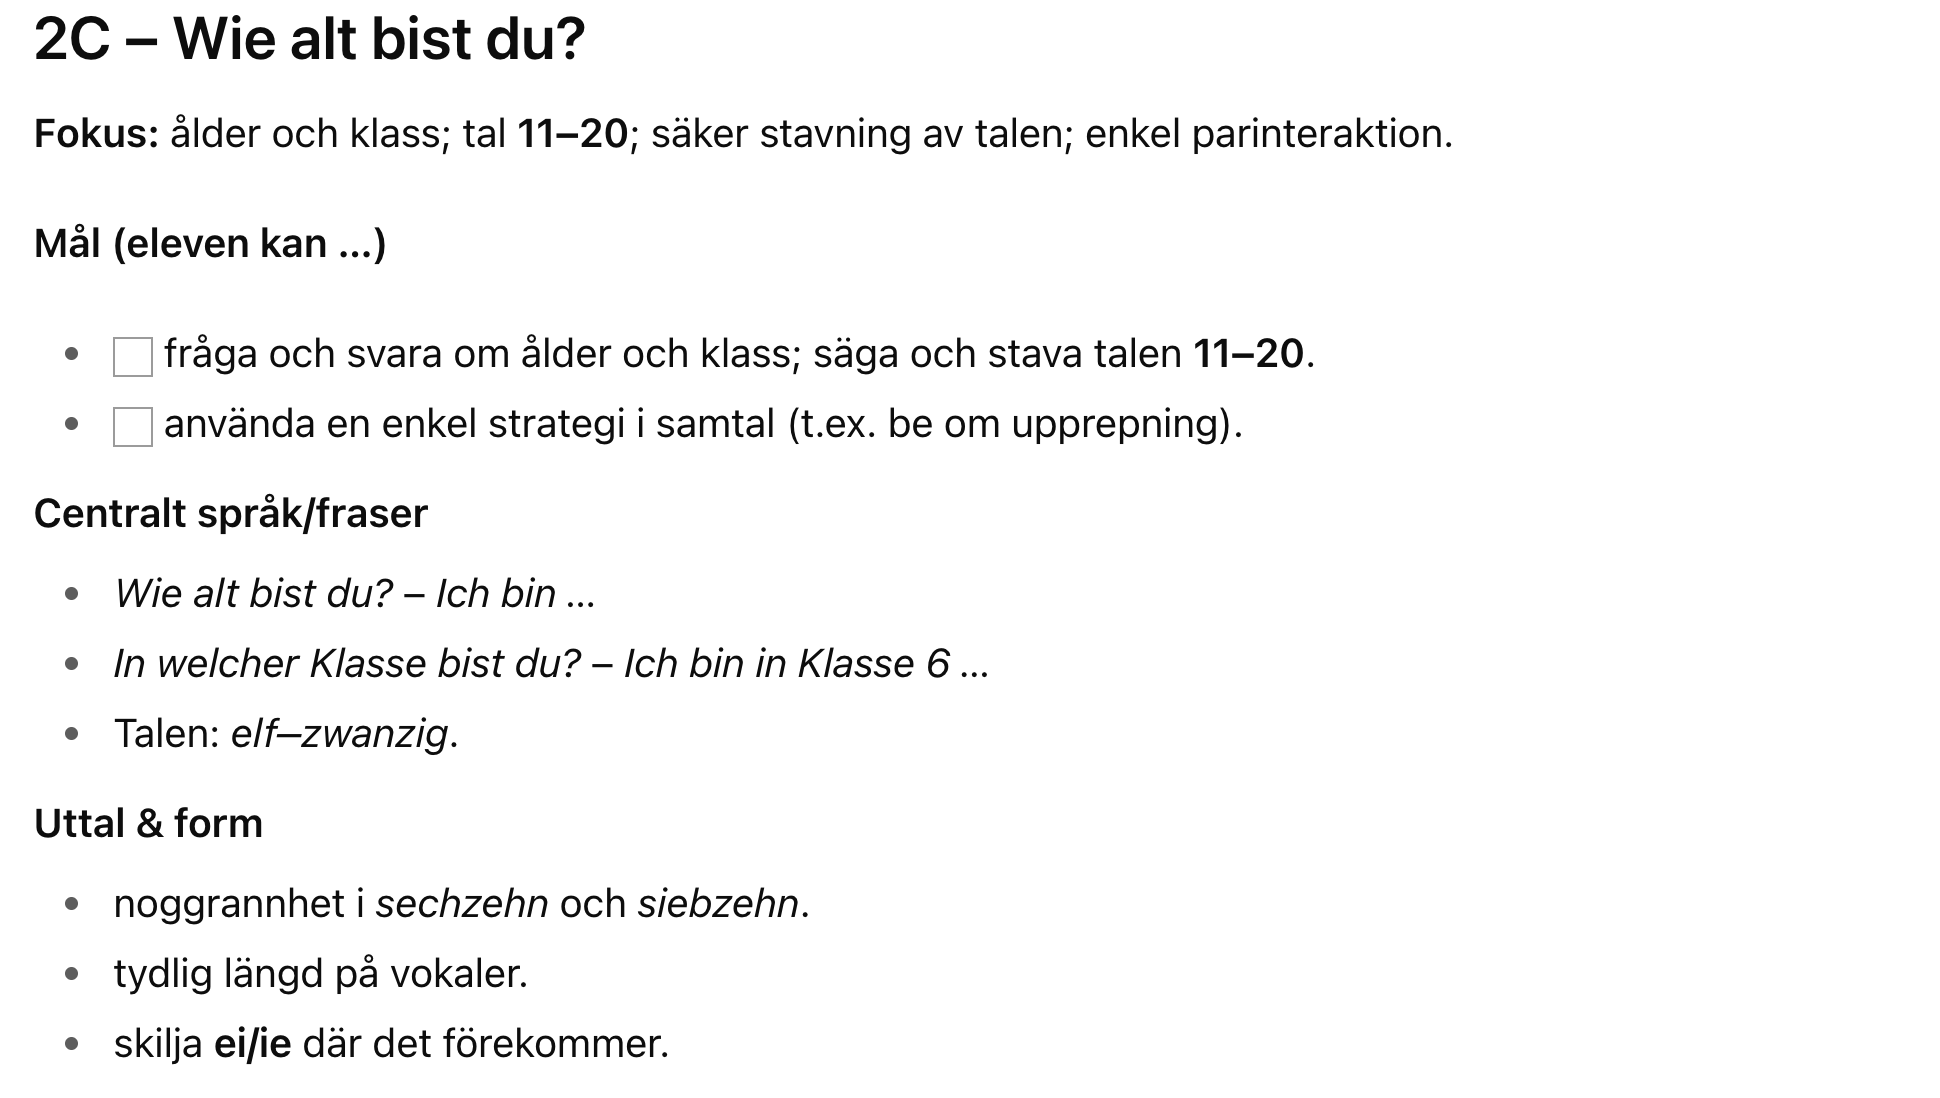 2C – Wie alt bist du?
Fokus: ålder och klass; tal 11–20; säker stavning av talen; enkel parinteraktion.
Mål (eleven kan …)
fråga och svara om ålder och klass; säga och stava talen 11–20.
använda en enkel strategi i samtal (t.ex. be om upprepning).
Centralt språk/fraser
Wie alt bist du? – Ich bin …
In welcher Klasse bist du? – Ich bin in Klasse 6 …
Talen: elf–zwanzig.
Uttal & form
noggrannhet i sechzehn och siebzehn.
tydlig längd på vokaler.
skilja ei/ie där det förekommer.